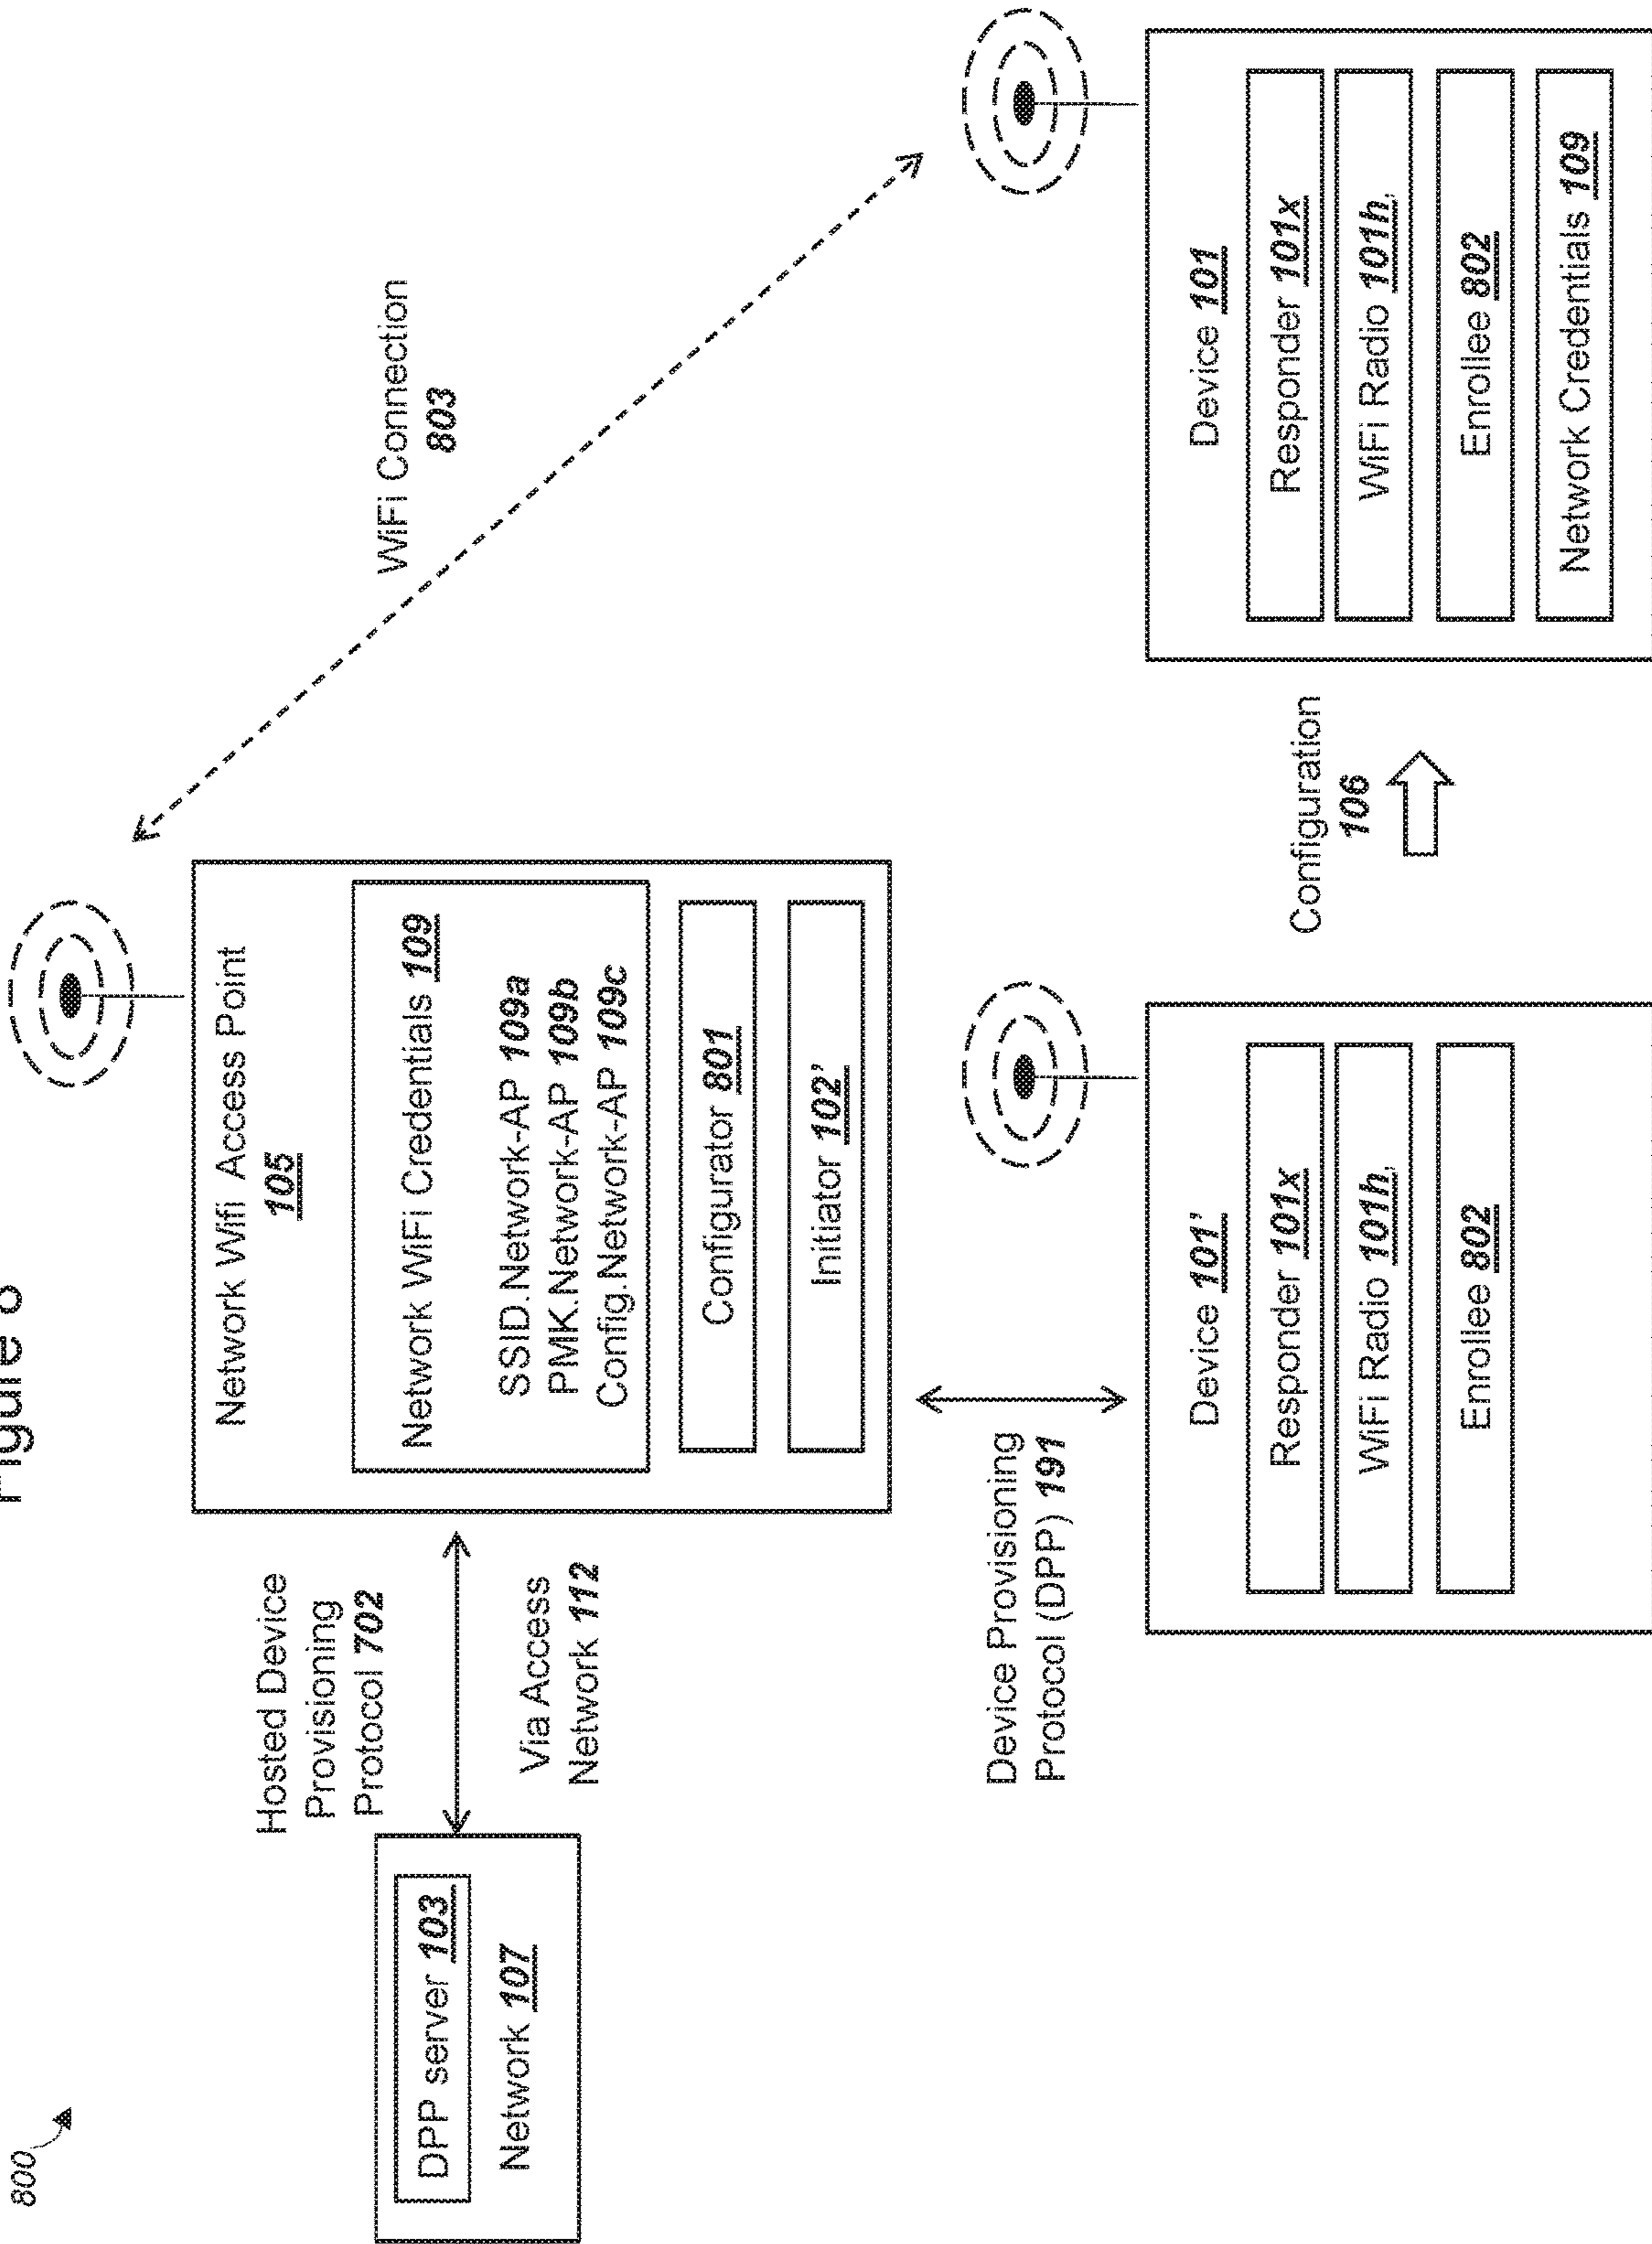 Figure 8
800
DPP server 103
Network 107
Hosted Device
Provisioning
Protocol 702
Via Access
Network 112
Network Wifi Access Point
105
Network WiFi Credentials 109
SSID.Network-AP 109a
PMK.Network-AP 109b
Config.Network-AP 109c
Configurator 801
Initiator 102'
WiFi Connection
803
Device Provisioning
Protocol (DPP) 191
Device 101'
Responder 101x
WiFi Radio 101h,
Enrollee 802
Configuration
106
Device 101
Responder 101x
WiFi Radio 101h,
Enrollee 802
Network Credentials 109